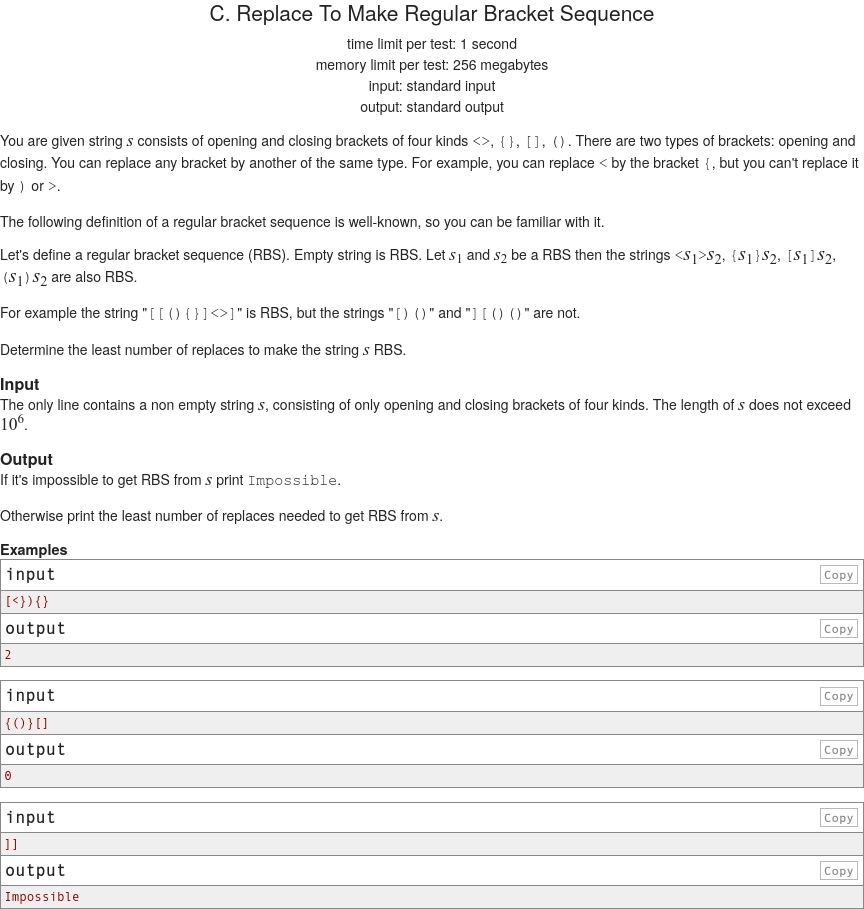 C. Replace To Make Regular Bracket Sequence
time limit per test: 1 second
memory limit per test: 256 megabytes
input: standard input
output: standard output
You are given string s consists of opening and closing brackets of four kinds <>, {}, [], (). There are two types of brackets: opening and
closing. You can replace any bracket by another of the same type. For example, you can replace < by the bracket {, but you can't replace it
by ) or >.
The following definition of a regular bracket sequence is well-known, so you can be familiar with it.
Let's define a regular bracket sequence (RBS). Empty string is RBS. Let s1 and s2 be a RBS then the strings <s1>s2, {s1}s2, [s1]s2,
(s1)s2 are also RBS.
For example the string "[[(){}]<>]" is RBS, but the strings "[)()" and "][()()" are not.
Determine the least number of replaces to make the string s RBS.
Input
The only line contains a non empty string s, consisting of only opening and closing brackets of four kinds. The length of s does not exceed
10^6.
Output
If it's impossible to get RBS from s print Impossible.
Otherwise print the least number of replaces needed to get RBS from s.
Examples
input Copy
[<}){}
output Copy
2
input Copy
{()}[]
output Copy
0
input Copy
]]
output Copy
Impossible